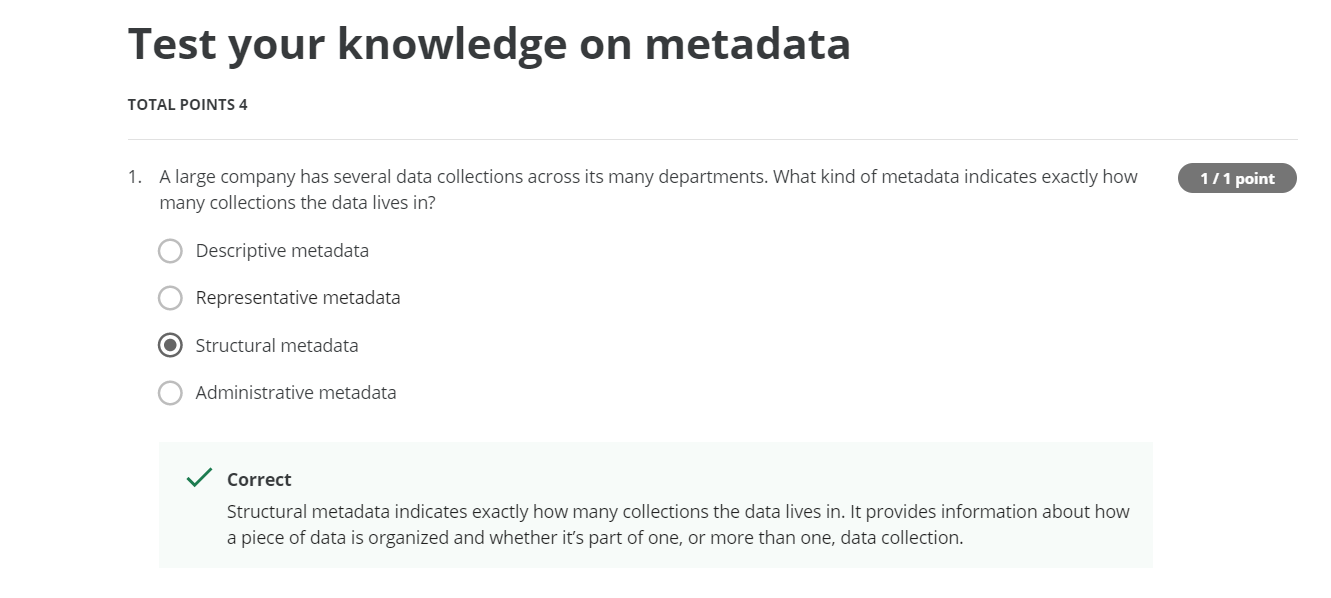 Test your knowledge on metadata
TOTAL POINTS 4
1. A large company has several data collections across its many departments. What kind of metadata indicates exactly how
1 / 1 point
many collections the data lives in?
Descriptive metadata
Representative metadata
Structural metadata
Administrative metadata
Correct
Structural metadata indicates exactly how many collections the data lives in. It provides information about how
a piece of data is organized and whether it’s part of one, or more than one, data collection.